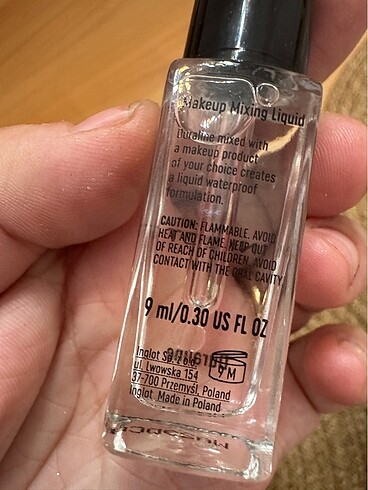 Makeup Mixing Liquid
Duraline mixed with
a makeup product
of your choice creates
a liquid waterproof
formulation.
CAUTION: FLAMMABLE. AVOID
HEAT AND FLAME. KEEP OUT
OF REACH OF CHILDREN. AVOID
CONTACT WITH THE ORAL CAVITY
9 ml/0.30 US FL OZ
Inglot Sp. z o.o.
ul. Lwowska 154
37-700 Przemyśl, Poland
Inglot Made in Poland
9 M